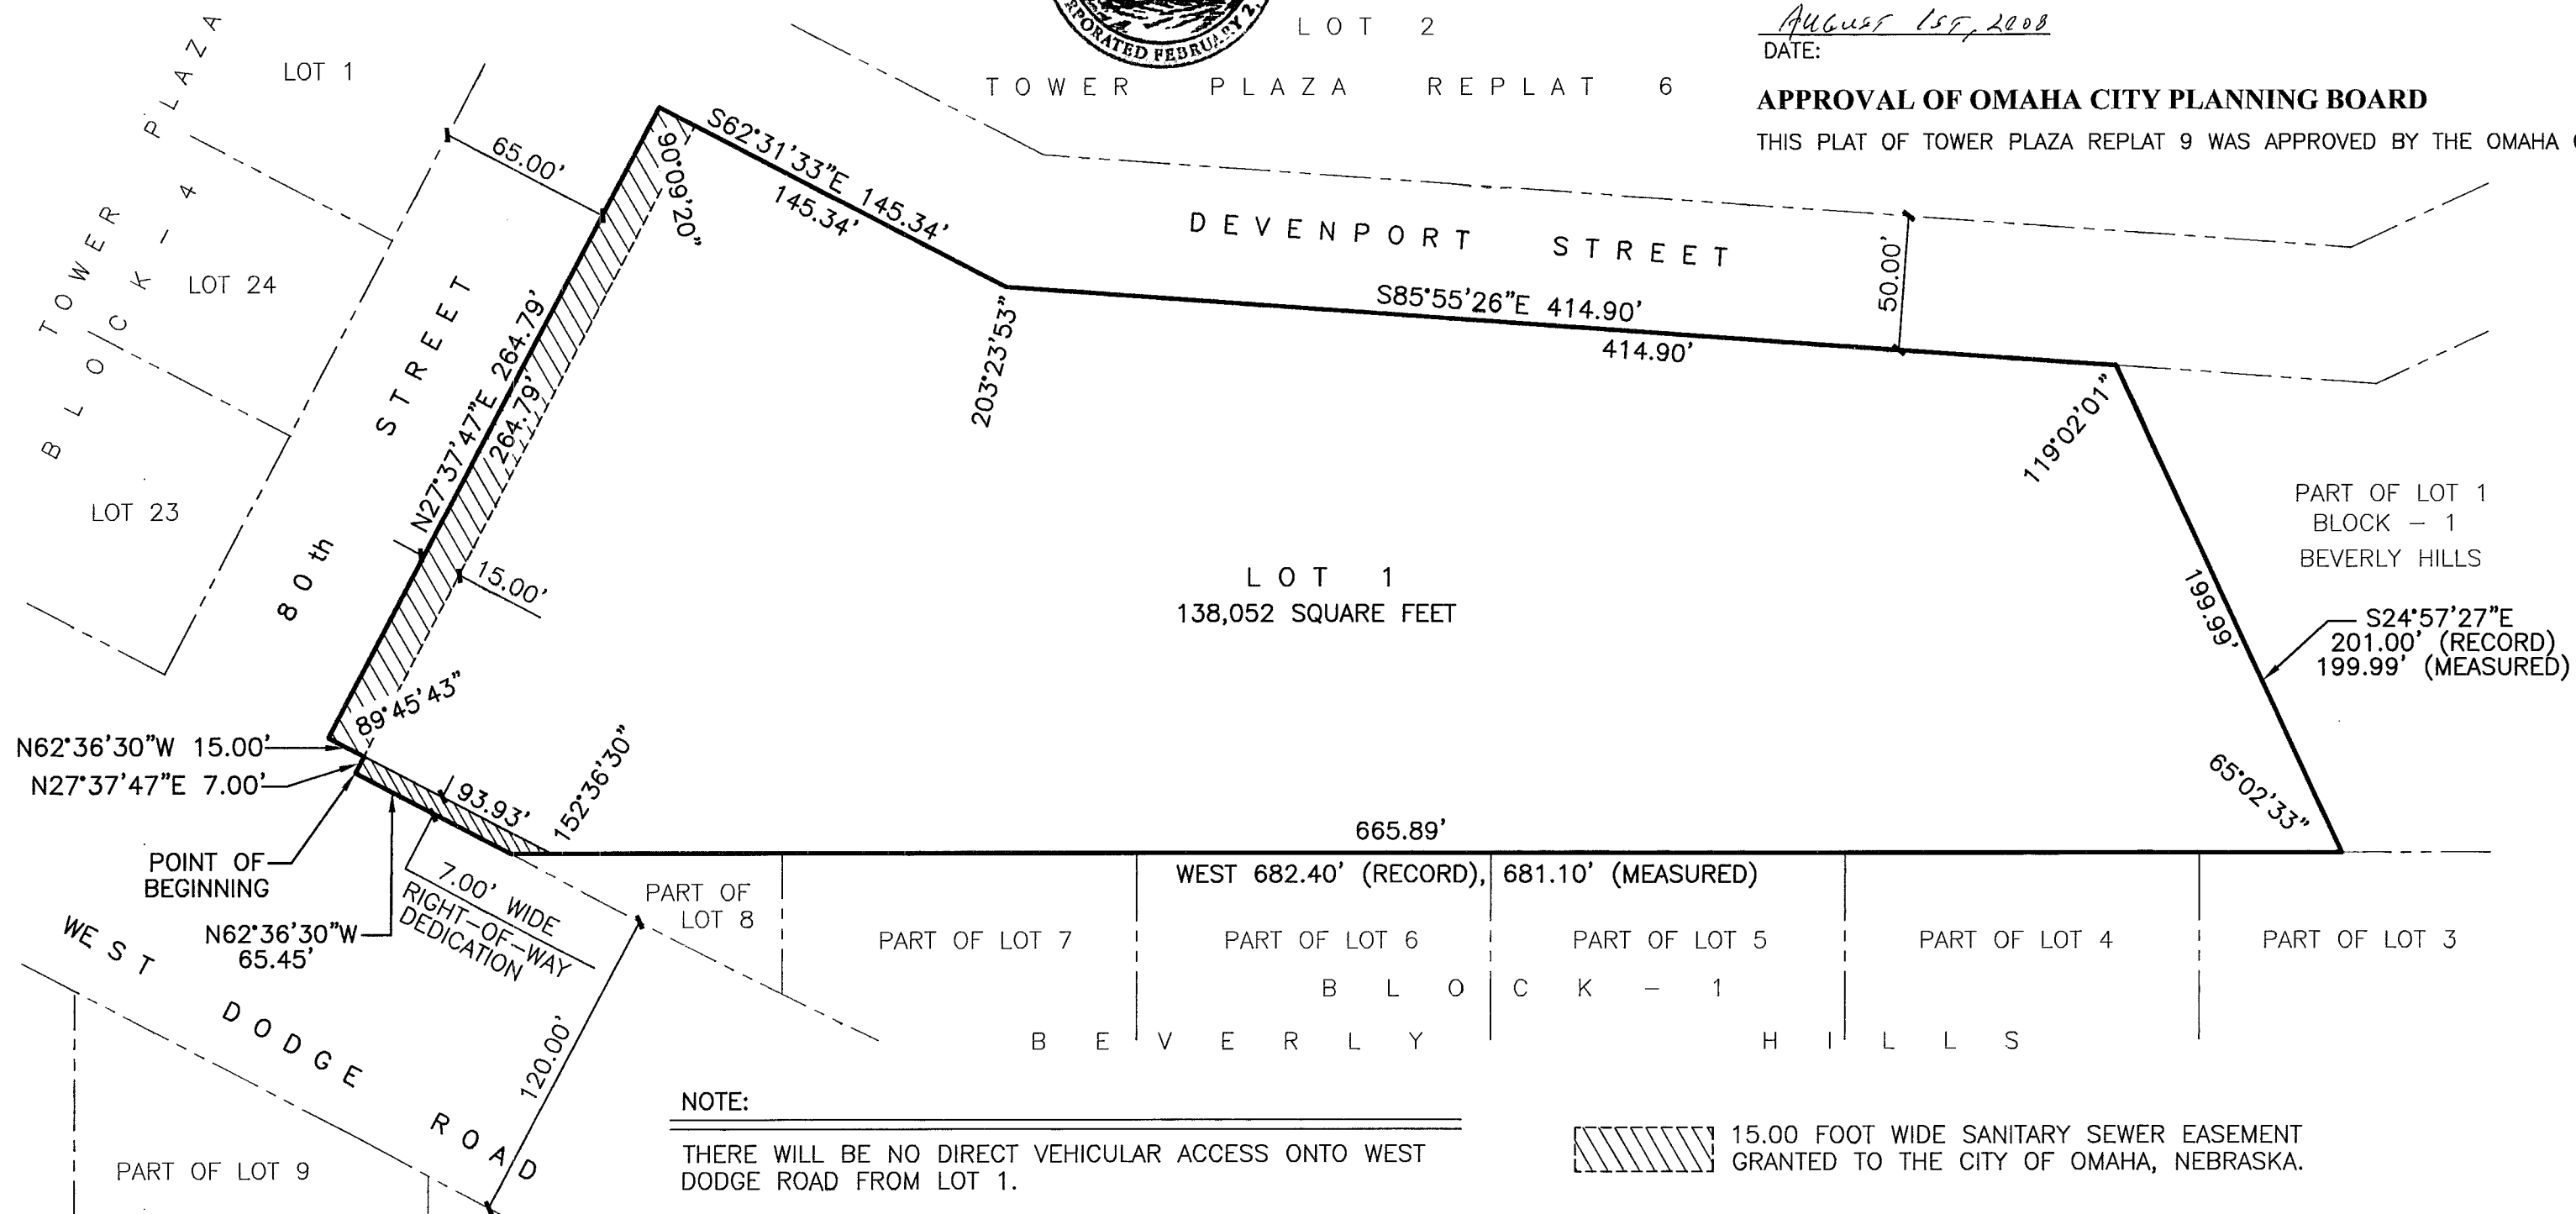 RPORATED FEBRUARY 2,
LOT 2
TOWER PLAZA REPLAT 6
AUGUST 1ST, 2008
DATE:
APPROVAL OF OMAHA CITY PLANNING BOARD
THIS PLAT OF TOWER PLAZA REPLAT 9 WAS APPROVED BY THE OMAHA
LOT 1
TOWER PLAZA
BLOCK - 4
LOT 24
LOT 23
80th STREET
65.00'
N27°37'47"E 264.79'
264.79'
15.00'
90°09'20"
S62°31'33"E 145.34'
145.34'
DEVENPORT STREET
50.00'
S85°55'26"E 414.90'
414.90'
203°23'53"
119°02'01"
PART OF LOT 1
BLOCK - 1
BEVERLY HILLS
199.99'
S24°57'27"E
201.00' (RECORD)
199.99' (MEASURED)
65°02'33"
LOT 1
138,052 SQUARE FEET
89°45'43"
N62°36'30"W 15.00'
N27°37'47"E 7.00'
93.93'
152°36'30"
POINT OF
BEGINNING
N62°36'30"W
65.45'
7.00' WIDE
RIGHT-OF-WAY
DEDICATION
665.89'
WEST 682.40' (RECORD), 681.10' (MEASURED)
PART OF
LOT 8
PART OF LOT 7
PART OF LOT 6
PART OF LOT 5
PART OF LOT 4
PART OF LOT 3
BLOCK - 1
BEVERLY HILLS
WEST DODGE ROAD
120.00'
PART OF LOT 9
NOTE:
THERE WILL BE NO DIRECT VEHICULAR ACCESS ONTO WEST
DODGE ROAD FROM LOT 1.
15.00 FOOT WIDE SANITARY SEWER EASEMENT
GRANTED TO THE CITY OF OMAHA, NEBRASKA.